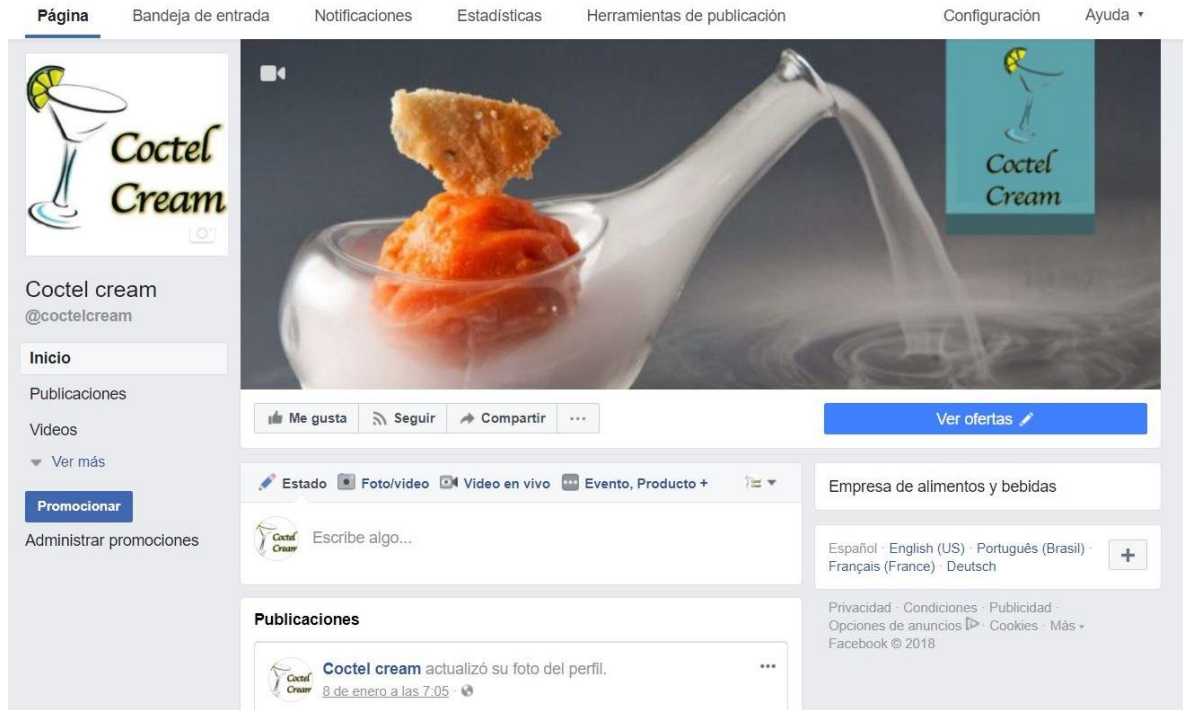 Página Bandeja de entrada Notificaciones Estadísticas Herramientas de publicación Configuración Ayuda
Coctel
Cream
Coctel
Cream
Coctel cream
@coctelcream
Inicio
Publicaciones
Videos
Ver más
Promocionar
Administrar promociones
Me gusta Seguir Compartir ...
Ver ofertas
Estado Foto/video Video en vivo Evento, Producto +
Coctel
Cream
Escribe algo...
Publicaciones
Coctel
Cream
Coctel cream actualizó su foto del perfil.
8 de enero a las 7:05 ·
Empresa de alimentos y bebidas
Español · English (US) · Português (Brasil) ·
Français (France) · Deutsch
+
Privacidad · Condiciones · Publicidad ·
Opciones de anuncios · Cookies · Más
Facebook © 2018